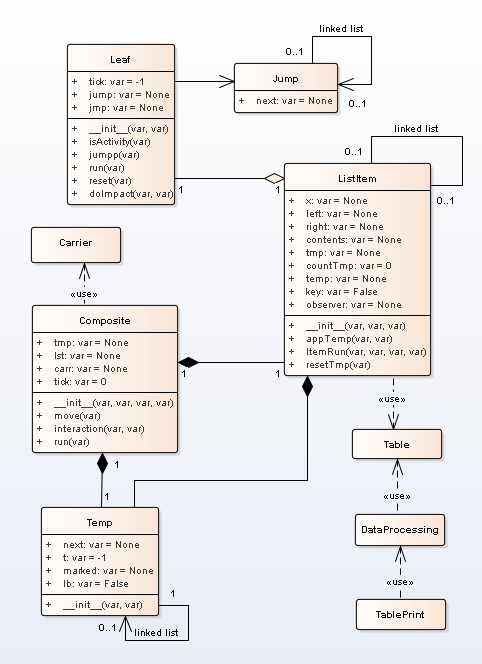 linked list
0..1
0..1
Leaf
+ tick: var = -1
+ jump: var = None
+ jmp: var = None
+ __init__(var, var)
+ isActivity(var)
+ jumpp(var)
+ run(var)
+ reset(var)
+ doImpact(var, var)
Jump
+ next: var = None
1
1
linked list
0..1
0..1
ListItem
+ x: var = None
+ left: var = None
+ right: var = None
+ contents: var = None
+ tmp: var = None
+ countTmp: var = 0
+ temp: var = None
+ key: var = False
+ observer: var = None
+ __init__(var, var, var)
+ appTemp(var, var)
+ ItemRun(var, var, var, var)
+ resetTmp(var)
Carrier
«use»
Composite
+ tmp: var = None
+ lst: var = None
+ carr: var = None
+ tick: var = 0
+ __init__(var, var, var, var)
+ move(var)
+ interaction(var, var)
+ run(var)
1
1
«use»
Table
1
1
Temp
+ next: var = None
+ t: var = -1
+ marked: var = None
+ lb: var = False
+ __init__(var, var)
1
0..1
linked list
«use»
DataProcessing
«use»
TablePrint